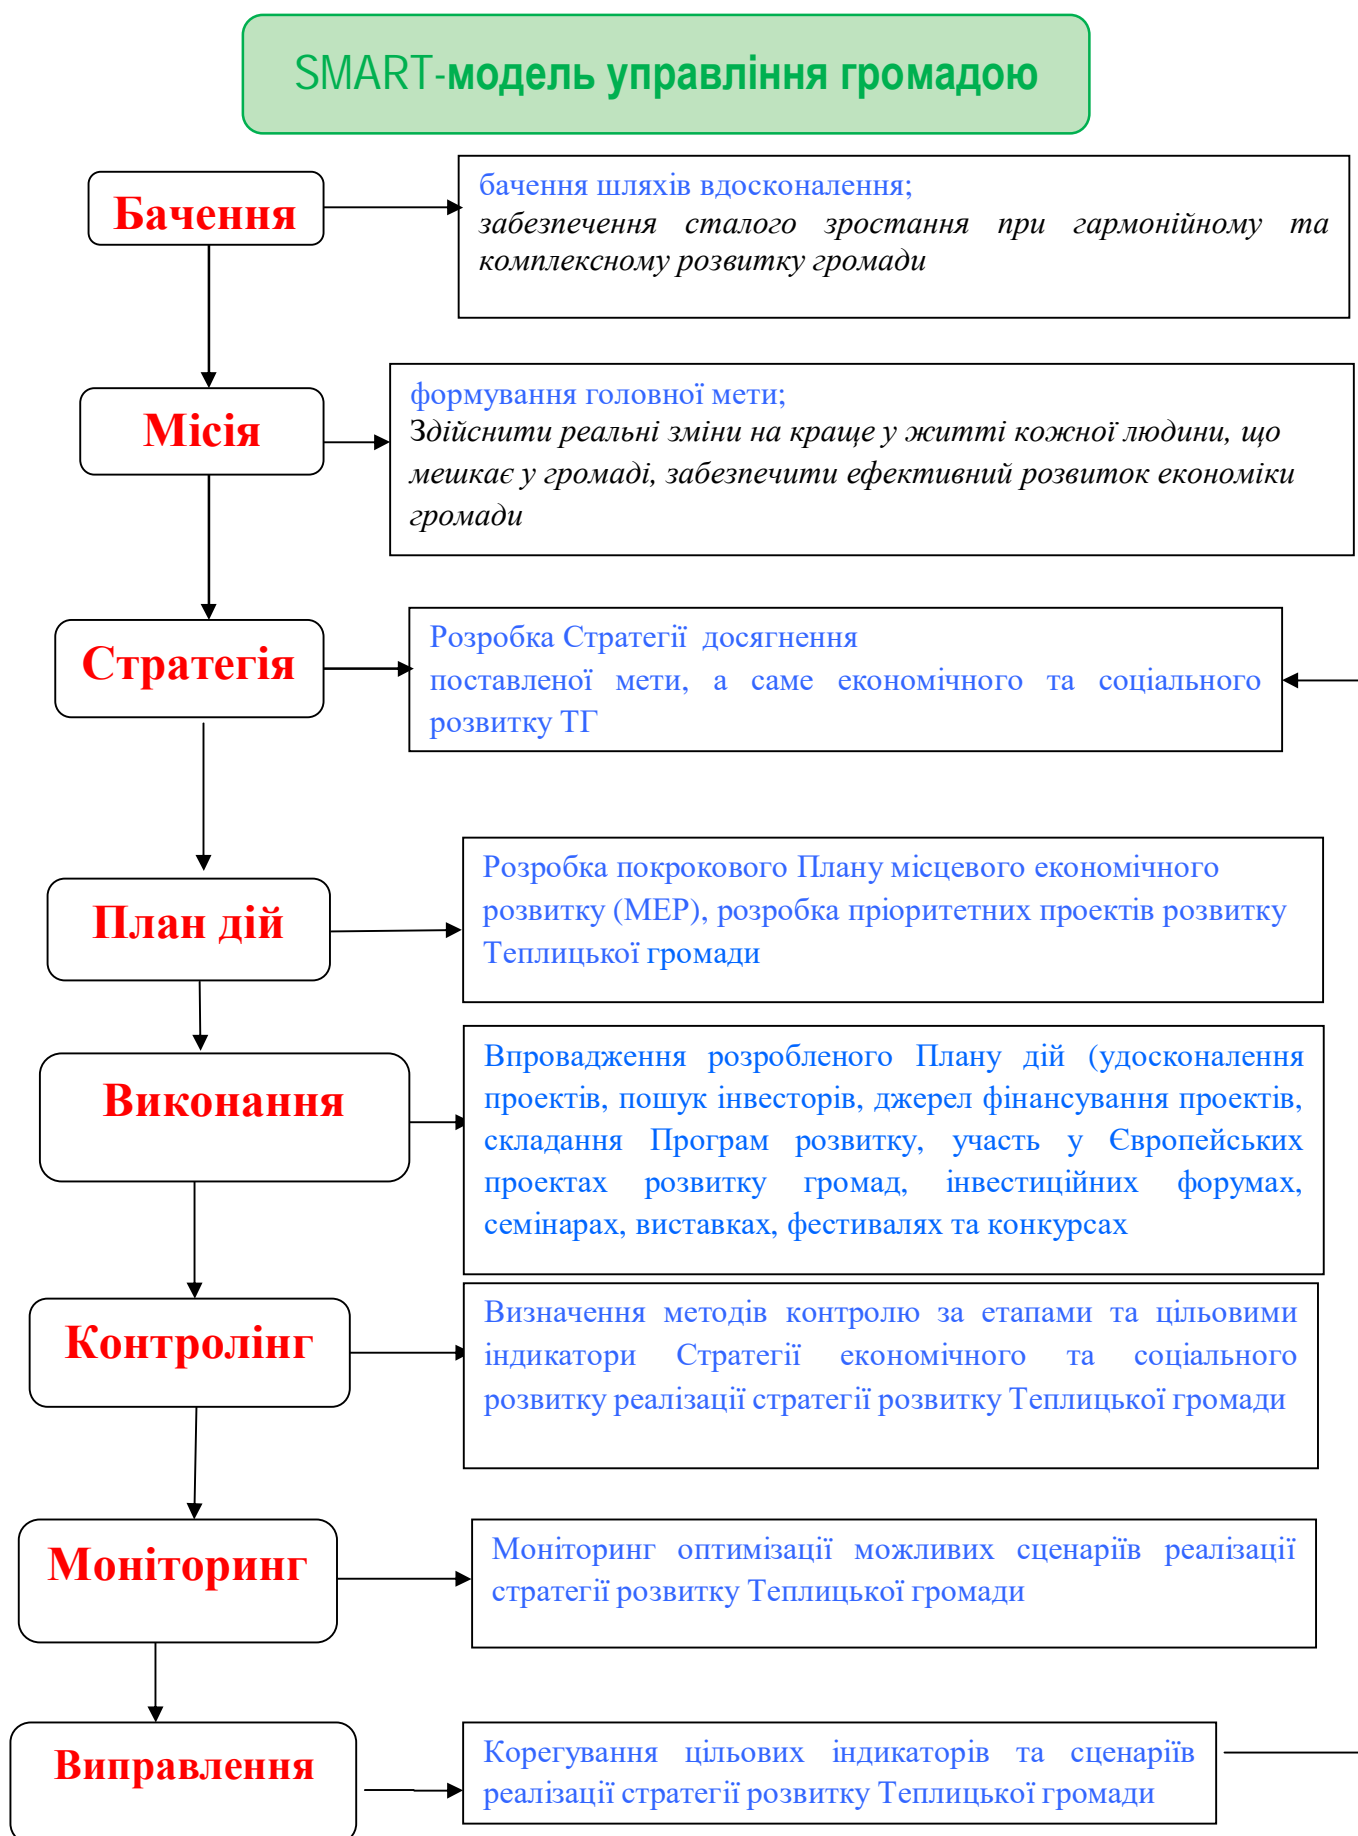 SMART-модель управління громадою
Бачення
бачення шляхів вдосконалення;
забезпечення сталого зростання при гармонійному та
комплексному розвитку громади
Місія
формування головної мети;
Здійснити реальні зміни на краще у житті кожної людини, що
мешкає у громаді, забезпечити ефективний розвиток економіки
громади
Стратегія
Розробка Стратегії досягнення
поставленої мети, а саме економічного та соціального
розвитку ТГ
План дій
Розробка покрокового Плану місцевого економічного
розвитку (МЕР), розробка пріоритетних проектів розвитку
Теплицької громади
Виконання
Впровадження розробленого Плану дій (удосконалення
проектів, пошук інвесторів, джерел фінансування проектів,
складання Програм розвитку, участь у Європейських
проектах розвитку громад, інвестиційних форумах,
семінарах, виставках, фестивалях та конкурсах
Контролінг
Визначення методів контролю за етапами та цільовими
індикатори Стратегії економічного та соціального
розвитку реалізації стратегії розвитку Теплицької громади
Моніторинг
Моніторинг оптимізації можливих сценаріїв реалізації
стратегії розвитку Теплицької громади
Виправлення
Корегування цільових індикаторів та сценаріїв
реалізації стратегії розвитку Теплицької громади